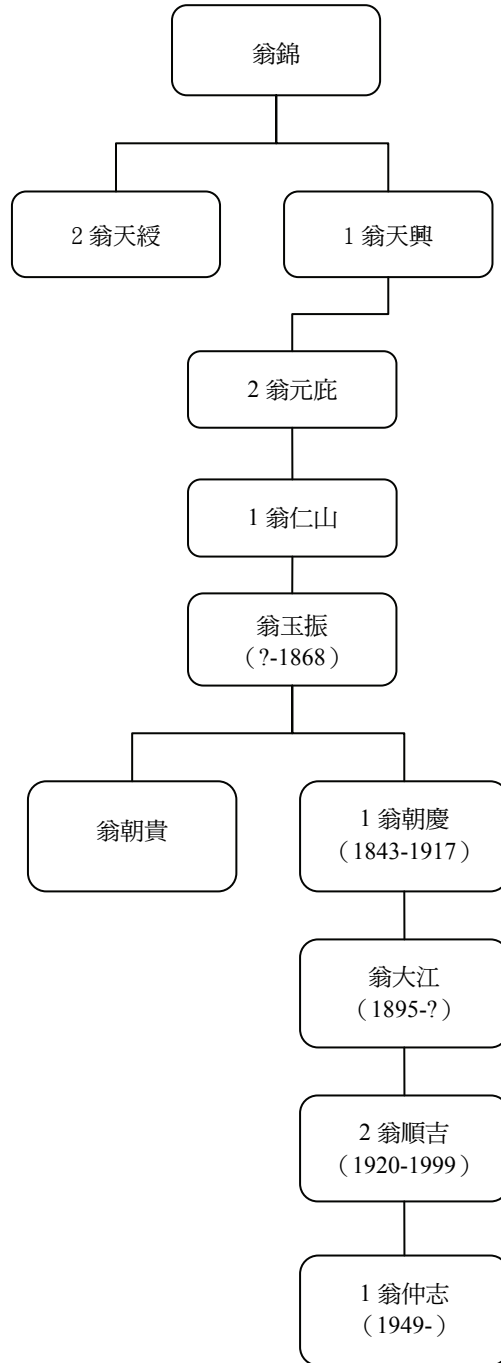 翁錦
2 翁天綬
1 翁天興
2 翁元庇
1 翁仁山
翁玉振
（?-1868）
翁朝貴
1 翁朝慶
（1843-1917）
翁大江
（1895-?）
2 翁順吉
（1920-1999）
1 翁仲志
（1949-）